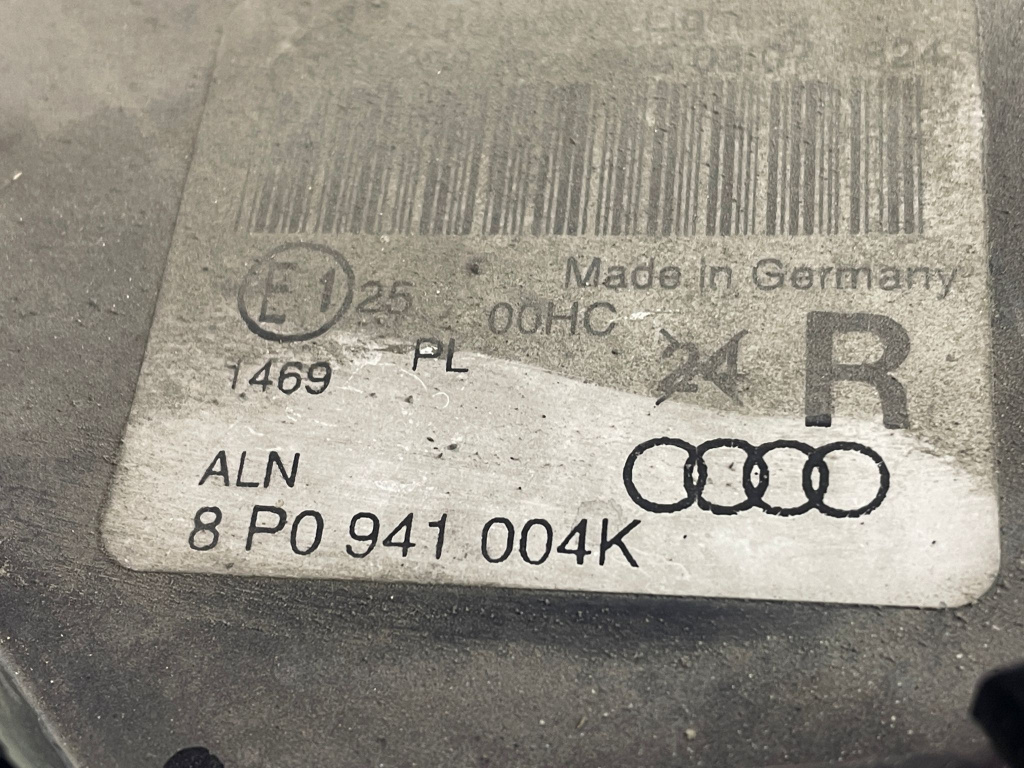 Made in Germany
E1 25
00HC
24
R
1469
PL
ALN
8 P0 941 004K